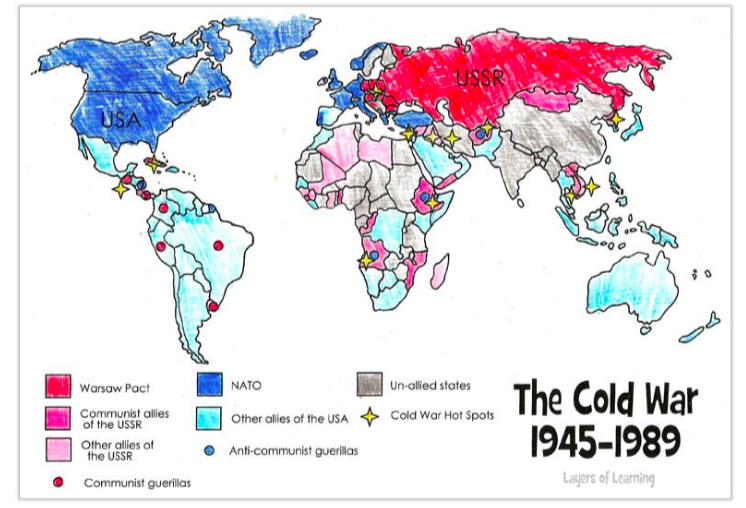 USSR
USA
Warsaw Pact
Communist allies
of the USSR
Other allies of
the USSR
Communist guerillas
NATO
Other allies of the USA
Anti-communist guerillas
Un-allied states
Cold War Hot Spots
The Cold War
1945-1989
Layers of Learning